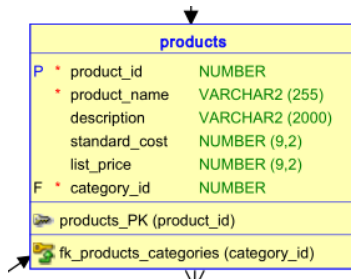 products
P * product_id NUMBER
* product_name VARCHAR2 (255)
description VARCHAR2 (2000)
standard_cost NUMBER (9,2)
list_price NUMBER (9,2)
F * category_id NUMBER
products_PK (product_id)
fk_products_categories (category_id)